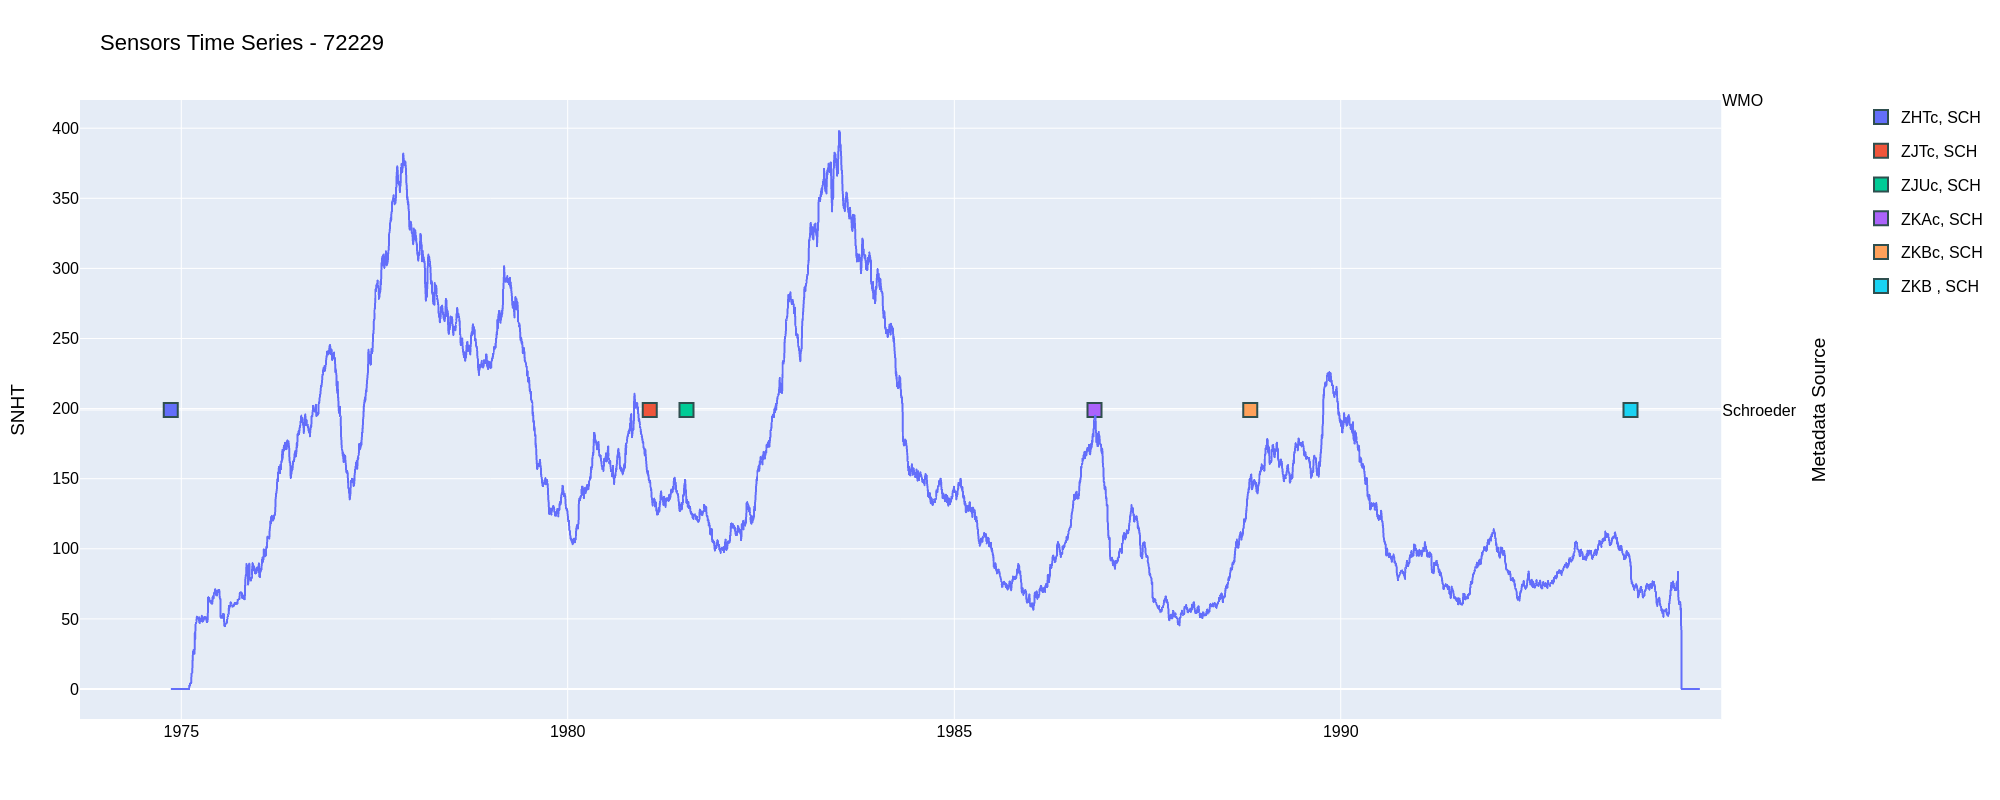 Sensors Time Series - 72229
WMO
Schroeder
Metadata Source
SNHT
400
350
300
250
200
150
100
50
0
1975
1980
1985
1990
ZHTc, SCH
ZJTc, SCH
ZJUc, SCH
ZKAc, SCH
ZKBc, SCH
ZKB , SCH